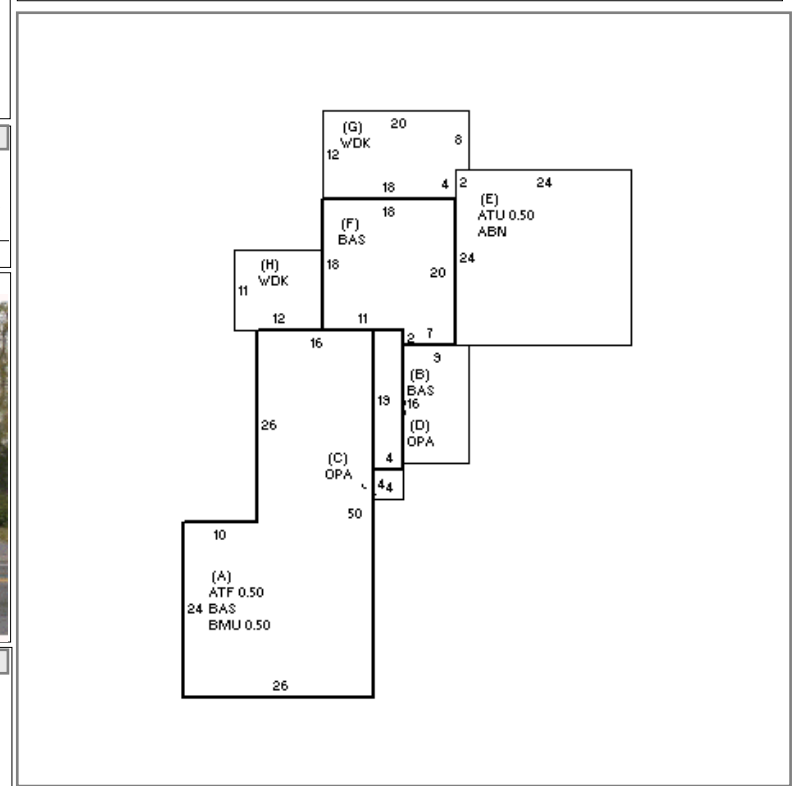 (G) 20
WDK 8
12
18 4 2 24
(E)
18 ATU 0.50
(F) ABN
BAS
24
(H) 18
WDK 20
11
12 11
2 7
16 9
(B)
BAS
19 16
26 (D)
OPA
(C) 4
OPA
4 4
50
10
(A)
ATF 0.50
24 BAS
BMU 0.50
26